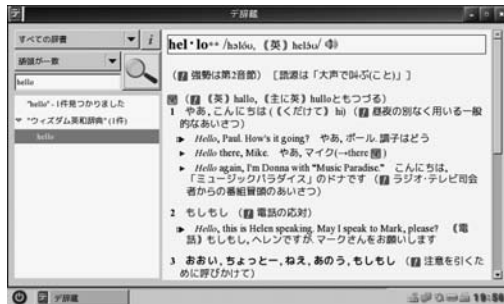 デ辞蔵
すべての辞書
i
語頭が一致
hello
"hello" - 1件見つかりました
"ウィズダム英和辞典" (1件)
hello
hel・lo** /həlóu, 《英》 helóu/
( 強勢は第2音節) [語源は「大声で叫ぶ(こと)」]
( 《英》 hallo, 《主に英》 hulloともつづる)
1 やあ, こんにちは (《くだけて》 hi) ( 昼夜の別なく用いる一般
的なあいさつ)
Hello, Paul. How's it going? やあ, ポール. 調子はどう
Hello there, Mike. やあ, マイク(→there )
Hello again, I'm Donna with "Music Paradise." こんにちは,
「ミュージックパラダイス」のドナです ( ラジオ・テレビ司会
者からの番組冒頭のあいさつ)
2 もしもし ( 電話の応対)
Hello, this is Helen speaking. May I speak to Mark, please? 《電
話》もしもし, ヘレンですが, マークさんをお願いします
3 おおい, ちょっとー, ねえ, あのう, もしもし ( 注意を引くた
めに呼びかけて)
デ辞蔵